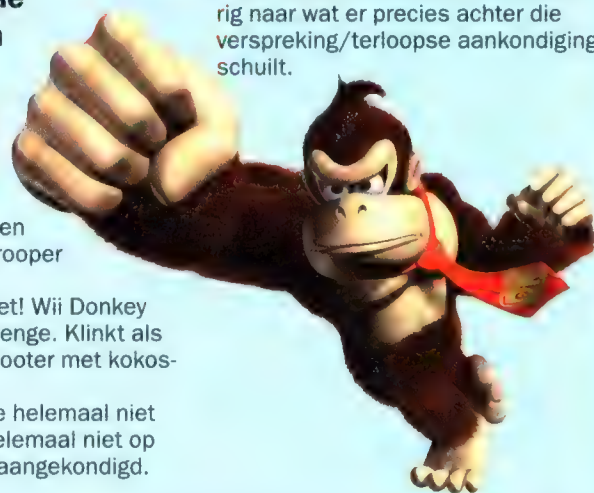 rig naar wat er precies achter die
verspreking/terloopse aankondiging
schuilt.
en
rooper
et! Wii Donkey
enge. Klinkt als
ooter met kokos-
e helemaal niet
elemaal niet op
aangekondigd.